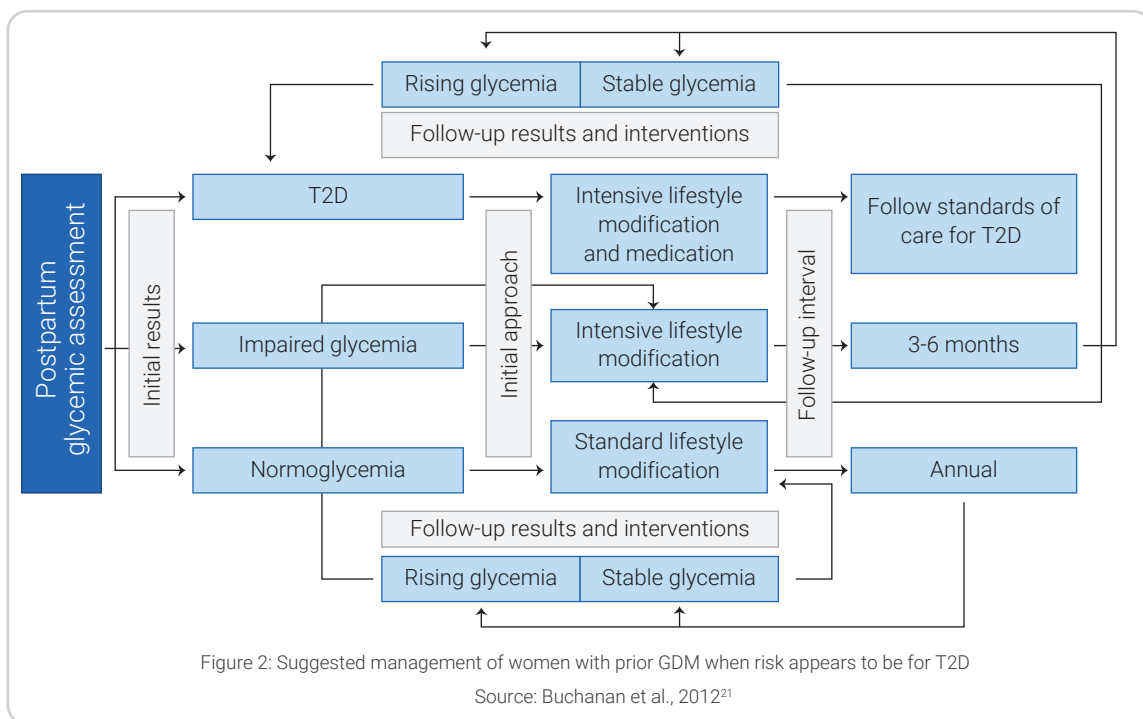 Rising glycemia
Stable glycemia
Follow-up results and interventions
Postpartum
glycemic assessment
Initial results
T2D
Initial approach
Intensive lifestyle
modification
and medication
Follow-up interval
Follow standards of
care for T2D
Impaired glycemia
Intensive lifestyle
modification
3-6 months
Normoglycemia
Standard lifestyle
modification
Annual
Follow-up results and interventions
Rising glycemia
Stable glycemia
Figure 2: Suggested management of women with prior GDM when risk appears to be for T2D
Source: Buchanan et al., 2012²¹